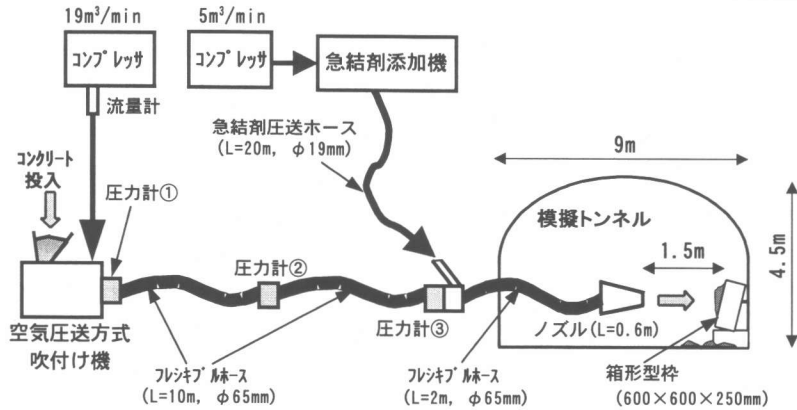 19m³/min
5m³/min
コンプレッサ
コンプレッサ
急結剤添加機
流量計
急結剤圧送ホース
(L=20m, φ19mm)
コンクリート
投入
圧力計①
9m
模擬トンネル
1.5m
4.5m
圧力計②
圧力計③
ノズル(L=0.6m)
空気圧送方式
吹付け機
フレシキブルホース
(L=10m, φ65mm)
フレシキブルホース
(L=2m, φ65mm)
箱形型枠
(600×600×250mm)